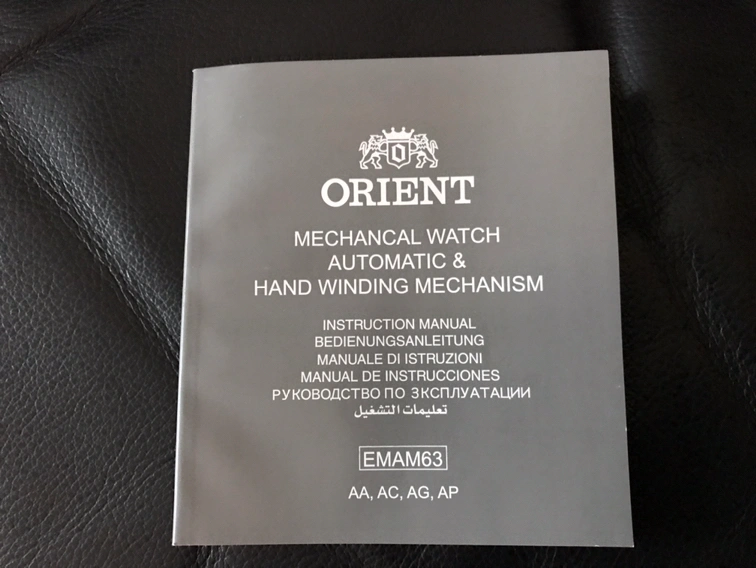 ORIENT
MECHANCAL WATCH
AUTOMATIC &
HAND WINDING MECHANISM
INSTRUCTION MANUAL
BEDIENUNGSANLEITUNG
MANUALE DI ISTRUZIONI
MANUAL DE INSTRUCCIONES
РУКОВОДСТВО ПО ЗКСПЛУАТАЦИИ
تعليمات التشغيل
EMAM63
AA, AC, AG, AP